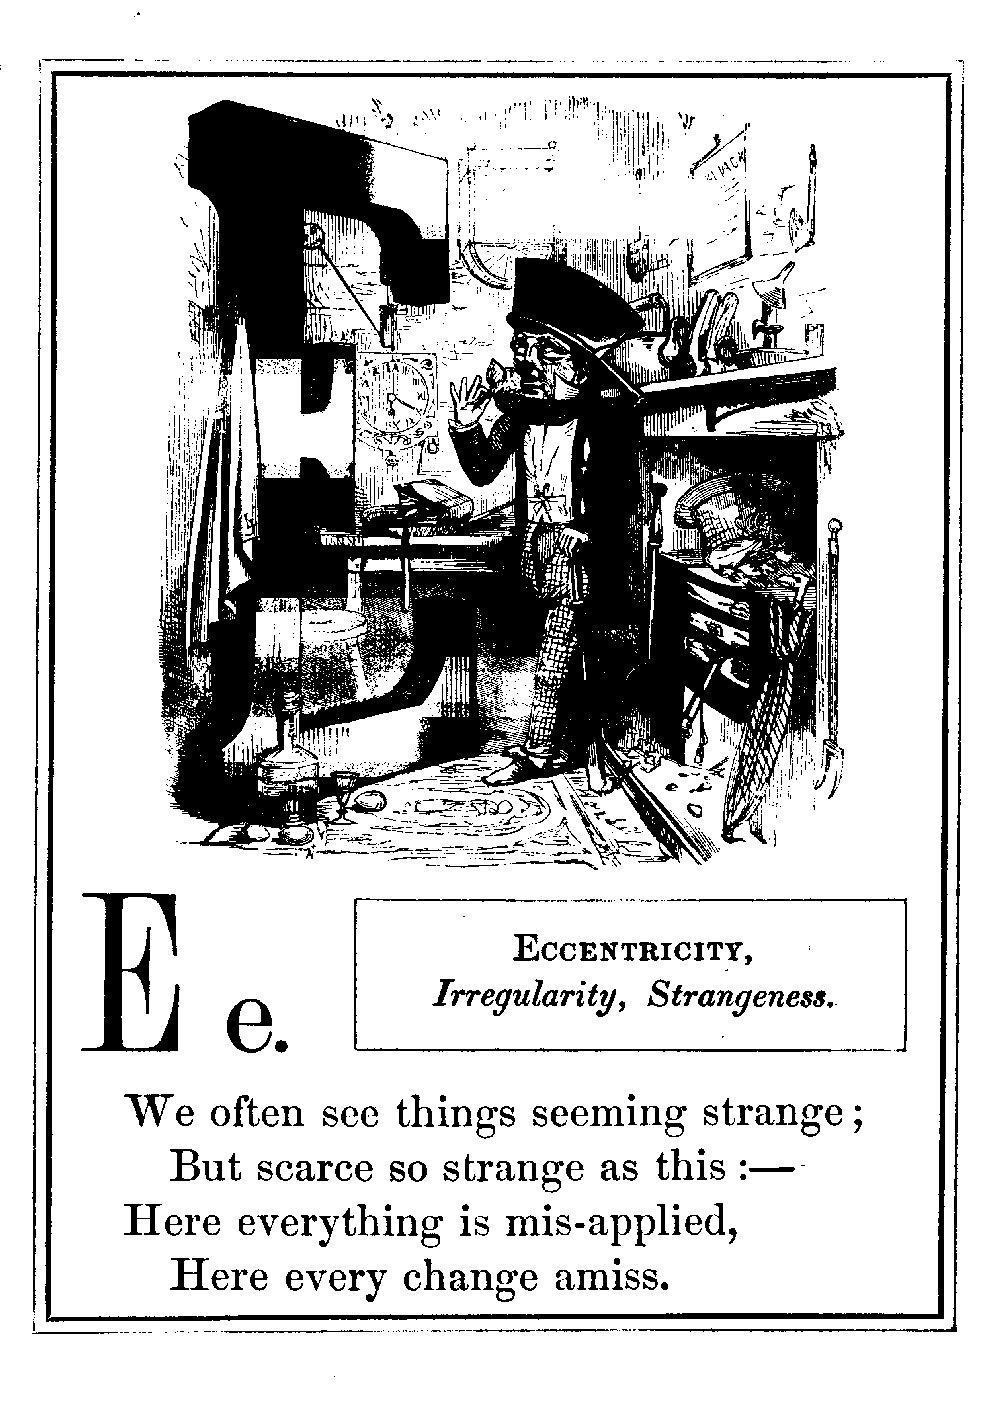 E e.
ECCENTRICITY,
Irregularity, Strangeness.
We often see things seeming strange;
But scarce so strange as this:—
Here everything is mis-applied,
Here every change amiss.